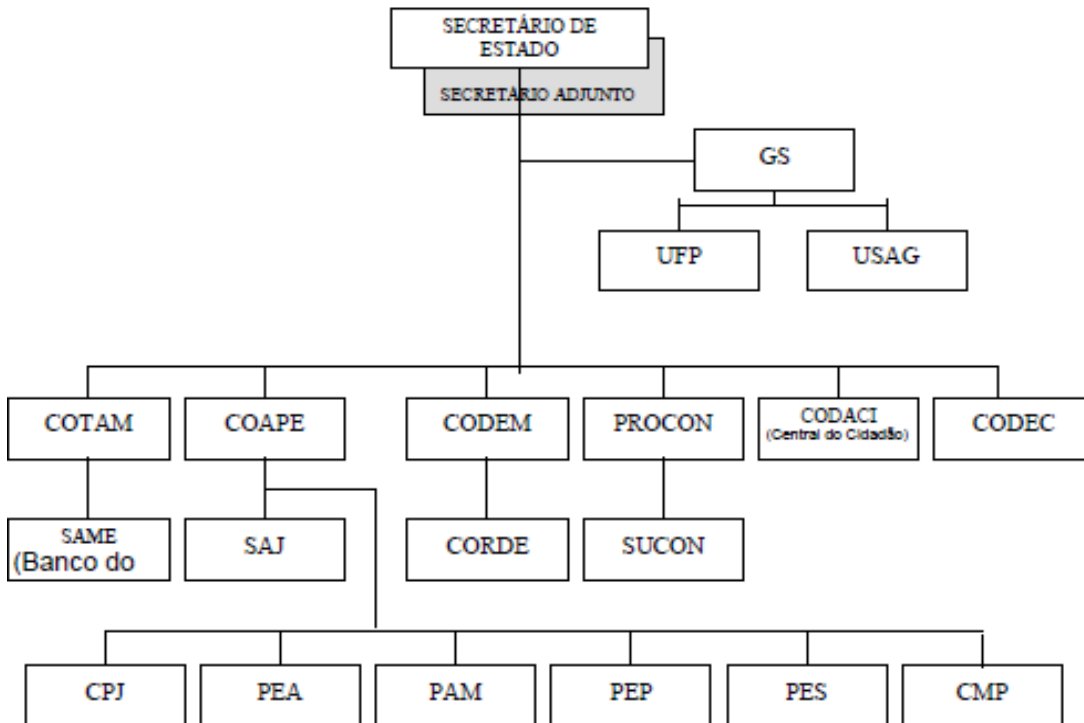 SECRETÁRIO DE
ESTADO
SECRETÁRIO ADJUNTO
GS
UFP
USAG
COTAM
COAPE
CODEM
PROCON
CODACI
(Central do Cidadão)
CODEC
SAME
(Banco do
SAJ
CORDE
SUCON
CPJ
PEA
PAM
PEP
PES
CMP